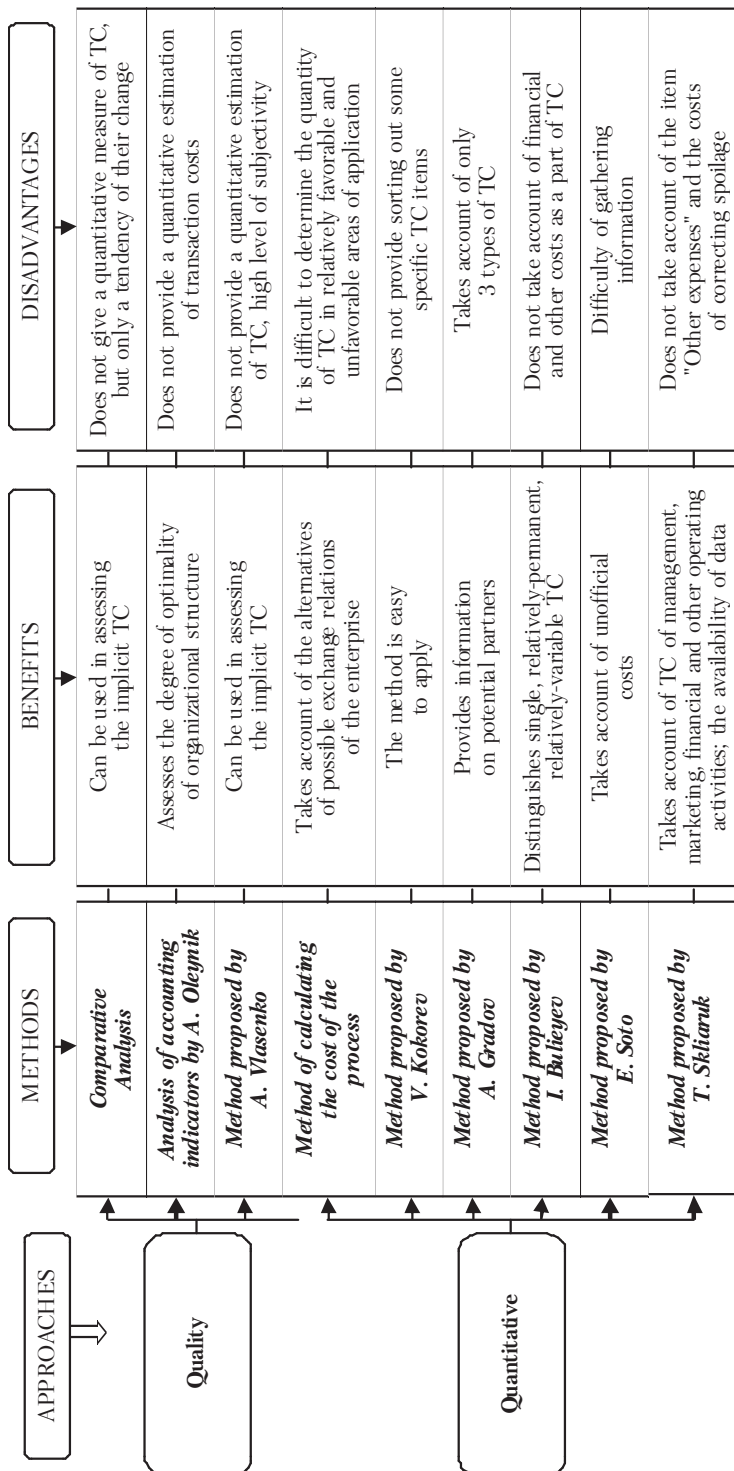 APPROACHES
METHODS
BENEFITS
DISADVANTAGES
Quality
Comparative
Analysis
Can be used in assessing
the implicit TC
Does not give a quantitative measure of TC,
but only a tendency of their change
Analysis of accounting
indicators by A. Oleynik
Assesses the degree of optimality
of organizational structure
Does not provide a quantitative estimation
of transaction costs
Method proposed by
A. Vlasenko
Can be used in assessing
the implicit TC
Does not provide a quantitative estimation
of TC, high level of subjectivity
Quantitative
Method of calculating
the cost of the
process
Takes account of the alternatives
of possible exchange relations
of the enterprise
It is difficult to determine the quantity
of TC in relatively favorable and
unfavorable areas of application
Method proposed by
V. Kokorev
The method is easy
to apply
Does not provide sorting out some
specific TC items
Method proposed by
A. Gradov
Provides information
on potential partners
Takes account of only
3 types of TC
Method proposed by
I. Bulieyev
Distinguishes single, relatively-permanent,
relatively-variable TC
Does not take account of financial
and other costs as a part of TC
Method proposed by
E. Soto
Takes account of unofficial
costs
Difficulty of gathering
information
Method proposed by
T. Skliaruk
Takes account of TC of management,
marketing, financial and other operating
activities; the availability of data
Does not take account of the item
"Other expenses" and the costs
of correcting spoilage